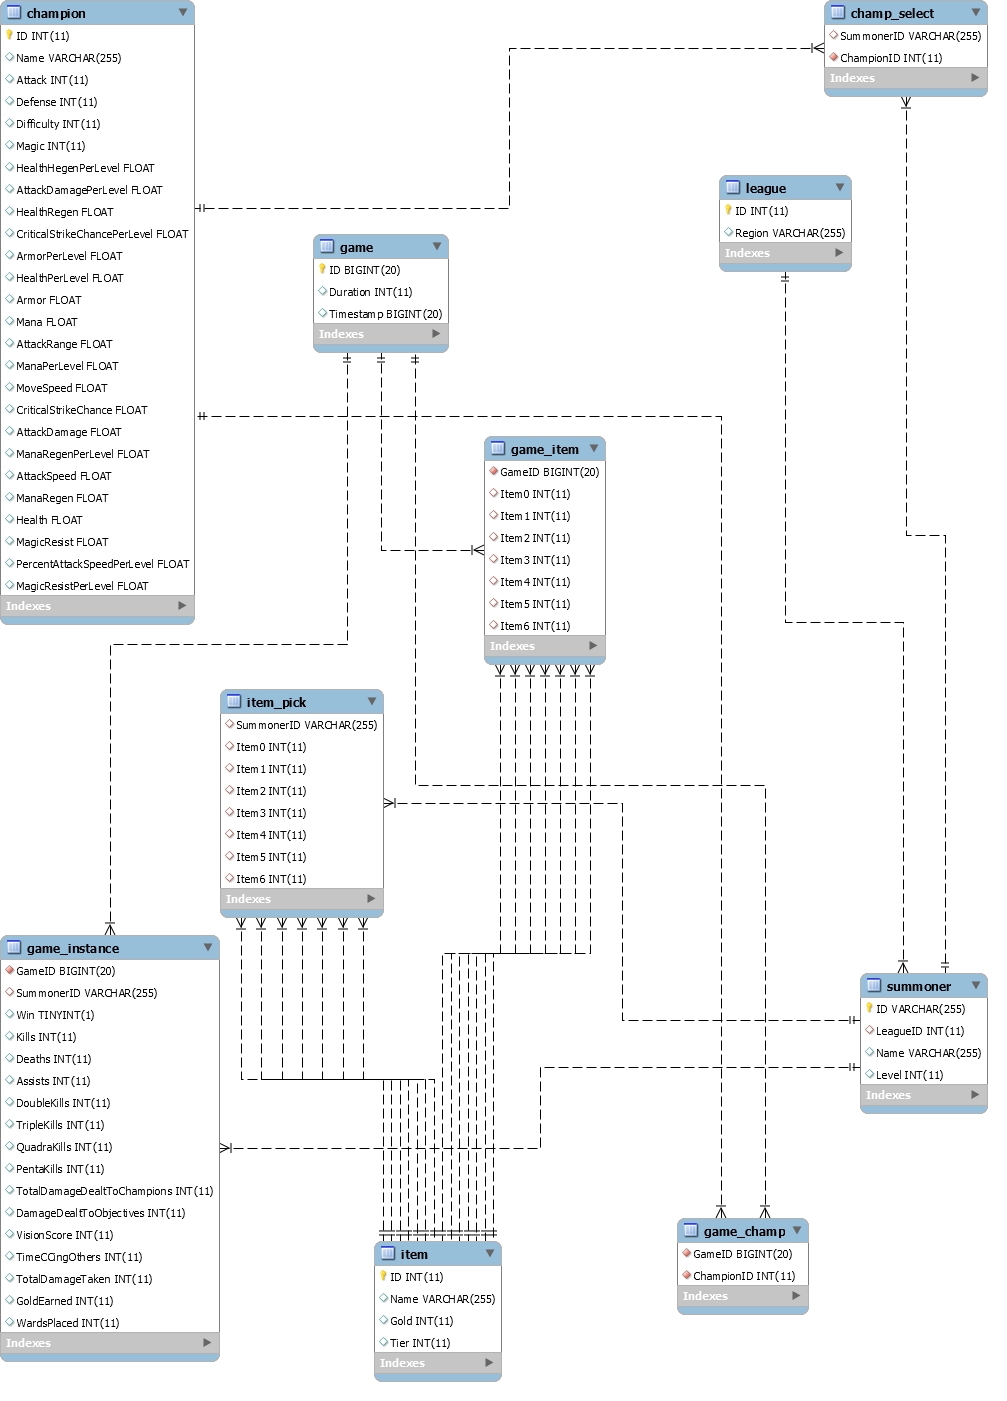 champion
ID INT(11)
Name VARCHAR(255)
Attack INT(11)
Defense INT(11)
Difficulty INT(11)
Magic INT(11)
HealthHegenPerLevel FLOAT
AttackDamagePerLevel FLOAT
HealthRegen FLOAT
CriticalStrikeChancePerLevel FLOAT
ArmorPerLevel FLOAT
HealthPerLevel FLOAT
Armor FLOAT
Mana FLOAT
AttackRange FLOAT
ManaPerLevel FLOAT
MoveSpeed FLOAT
CriticalStrikeChance FLOAT
AttackDamage FLOAT
ManaRegenPerLevel FLOAT
AttackSpeed FLOAT
ManaRegen FLOAT
Health FLOAT
MagicResist FLOAT
PercentAttackSpeedPerLevel FLOAT
MagicResistPerLevel FLOAT
Indexes
champ_select
SummonerID VARCHAR(255)
ChampionID INT(11)
Indexes
league
ID INT(11)
Region VARCHAR(255)
Indexes
game
ID BIGINT(20)
Duration INT(11)
Timestamp BIGINT(20)
Indexes
game_item
GameID BIGINT(20)
Item0 INT(11)
Item1 INT(11)
Item2 INT(11)
Item3 INT(11)
Item4 INT(11)
Item5 INT(11)
Item6 INT(11)
Indexes
item_pick
SummonerID VARCHAR(255)
Item0 INT(11)
Item1 INT(11)
Item2 INT(11)
Item3 INT(11)
Item4 INT(11)
Item5 INT(11)
Item6 INT(11)
Indexes
game_instance
GameID BIGINT(20)
SummonerID VARCHAR(255)
Win TINYINT(1)
Kills INT(11)
Deaths INT(11)
Assists INT(11)
DoubleKills INT(11)
TripleKills INT(11)
QuadraKills INT(11)
PentaKills INT(11)
TotalDamageDealtToChampions INT(11)
DamageDealtToObjectives INT(11)
VisionScore INT(11)
TimeCCingOthers INT(11)
TotalDamageTaken INT(11)
GoldEarned INT(11)
WardsPlaced INT(11)
Indexes
summoner
ID VARCHAR(255)
LeagueID INT(11)
Name VARCHAR(255)
Level INT(11)
Indexes
item
ID INT(11)
Name VARCHAR(255)
Gold INT(11)
Tier INT(11)
Indexes
game_champ
GameID BIGINT(20)
ChampionID INT(11)
Indexes